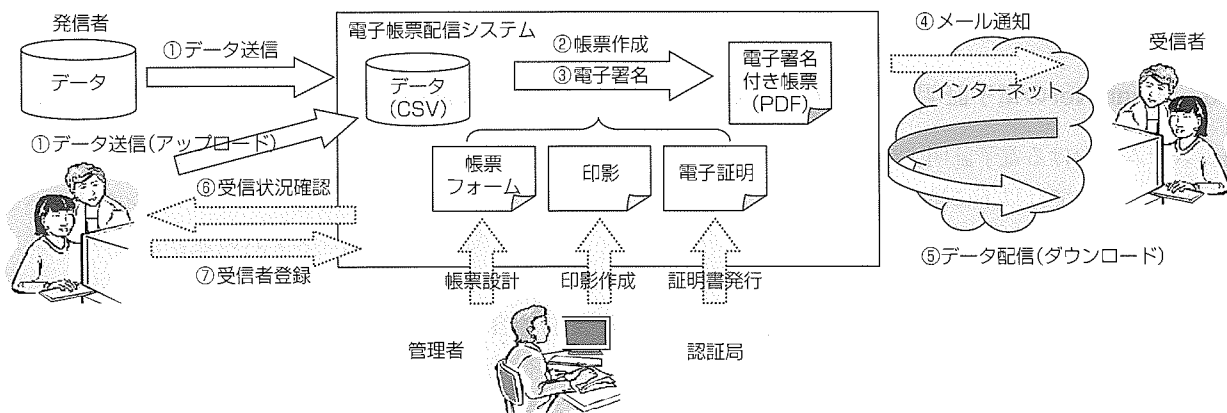 発信者
データ
①データ送信
①データ送信(アップロード)
⑥受信状況確認
⑦受信者登録
電子帳票配信システム
データ
(CSV)
②帳票作成
③電子署名
電子署名
付き帳票
(PDF)
帳票
フォーム
印影
電子証明
帳票設計
印影作成
証明書発行
管理者
認証局
④メール通知
インターネット
受信者
⑤データ配信(ダウンロード)